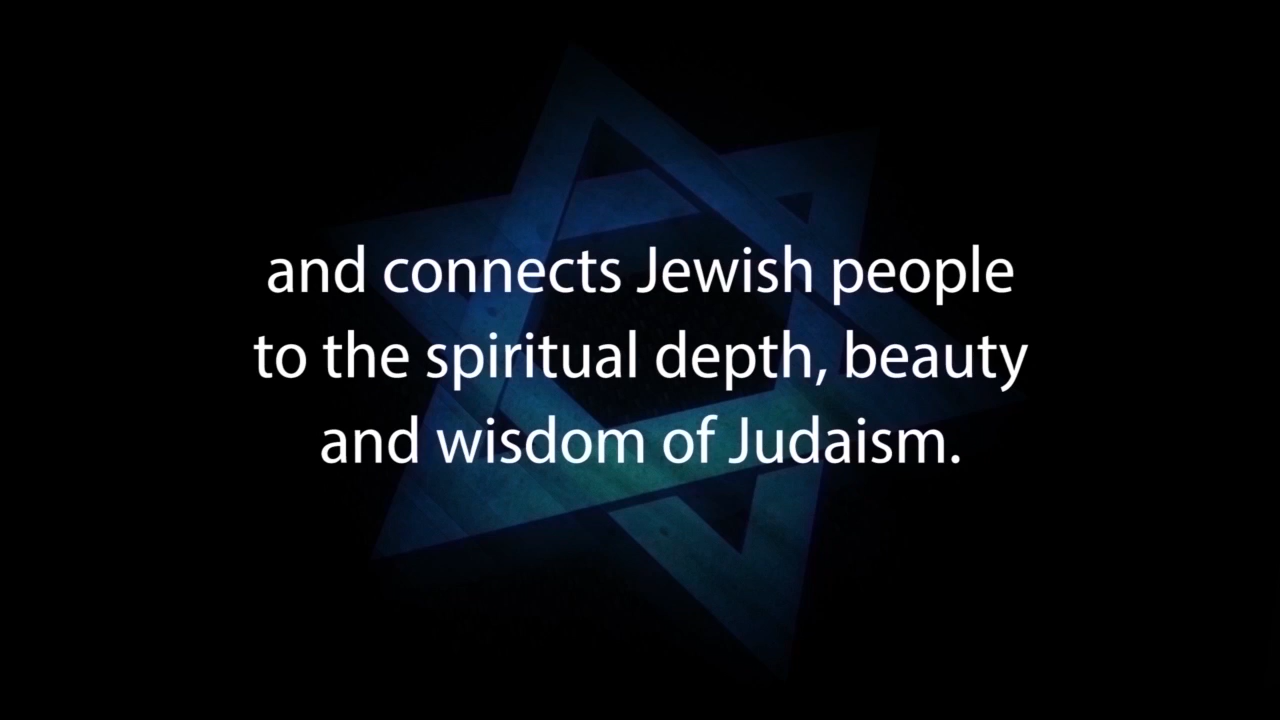 and connects Jewish people
to the spiritual depth, beauty
and wisdom of Judaism.